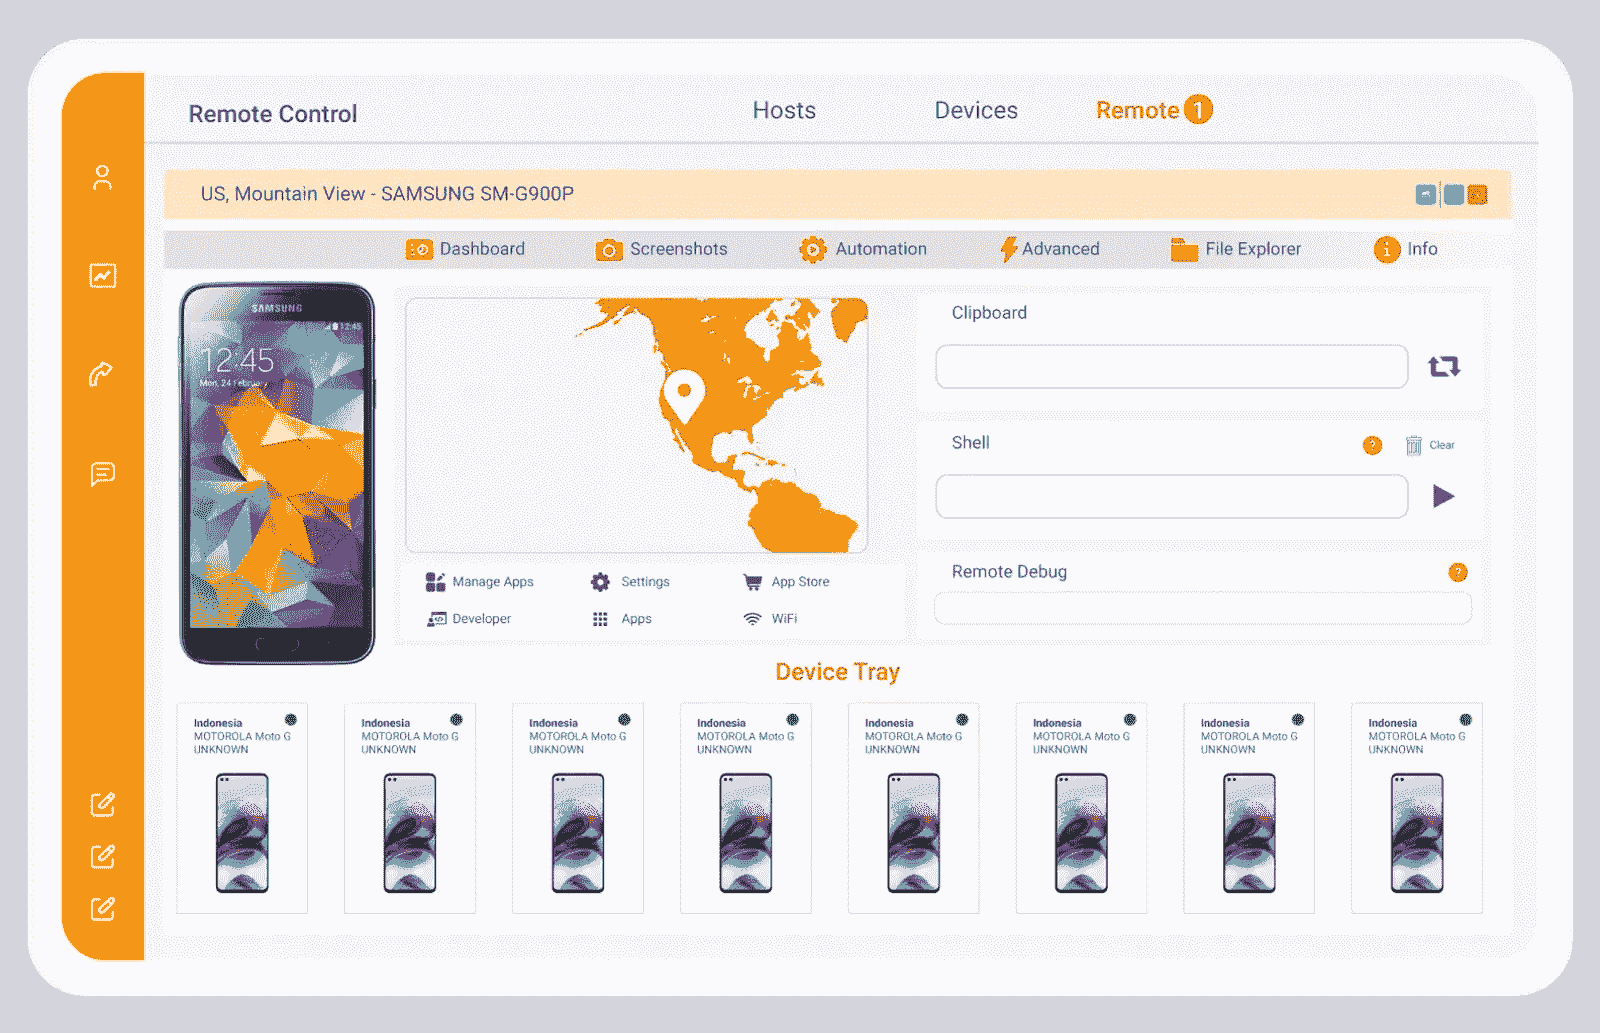 Remote Control
Hosts
Devices
Remote 1
US, Mountain View - SAMSUNG SM-G900P
Dashboard
Screenshots
Automation
Advanced
File Explorer
Info
SAMSUNG
12:45
12:45
Mon, 24 Februa
Clipboard
Shell
?
Clear
Remote Debug
?
Manage Apps
Settings
App Store
Developer
Apps
WiFi
Device Tray
Indonesia
MOTOROLA Moto G
UNKNOWN
Indonesia
MOTOROLA Moto G
UNKNOWN
Indonesia
MOTOROLA Moto G
UNKNOWN
Indonesia
MOTOROLA Moto G
UNKNOWN
Indonesia
MOTOROLA Moto G
UNKNOWN
Indonesia
MOTOROLA Moto G
UNKNOWN
Indonesia
MOTOROLA Moto G
UNKNOWN
Indonesia
MOTOROLA Moto G
UNKNOWN